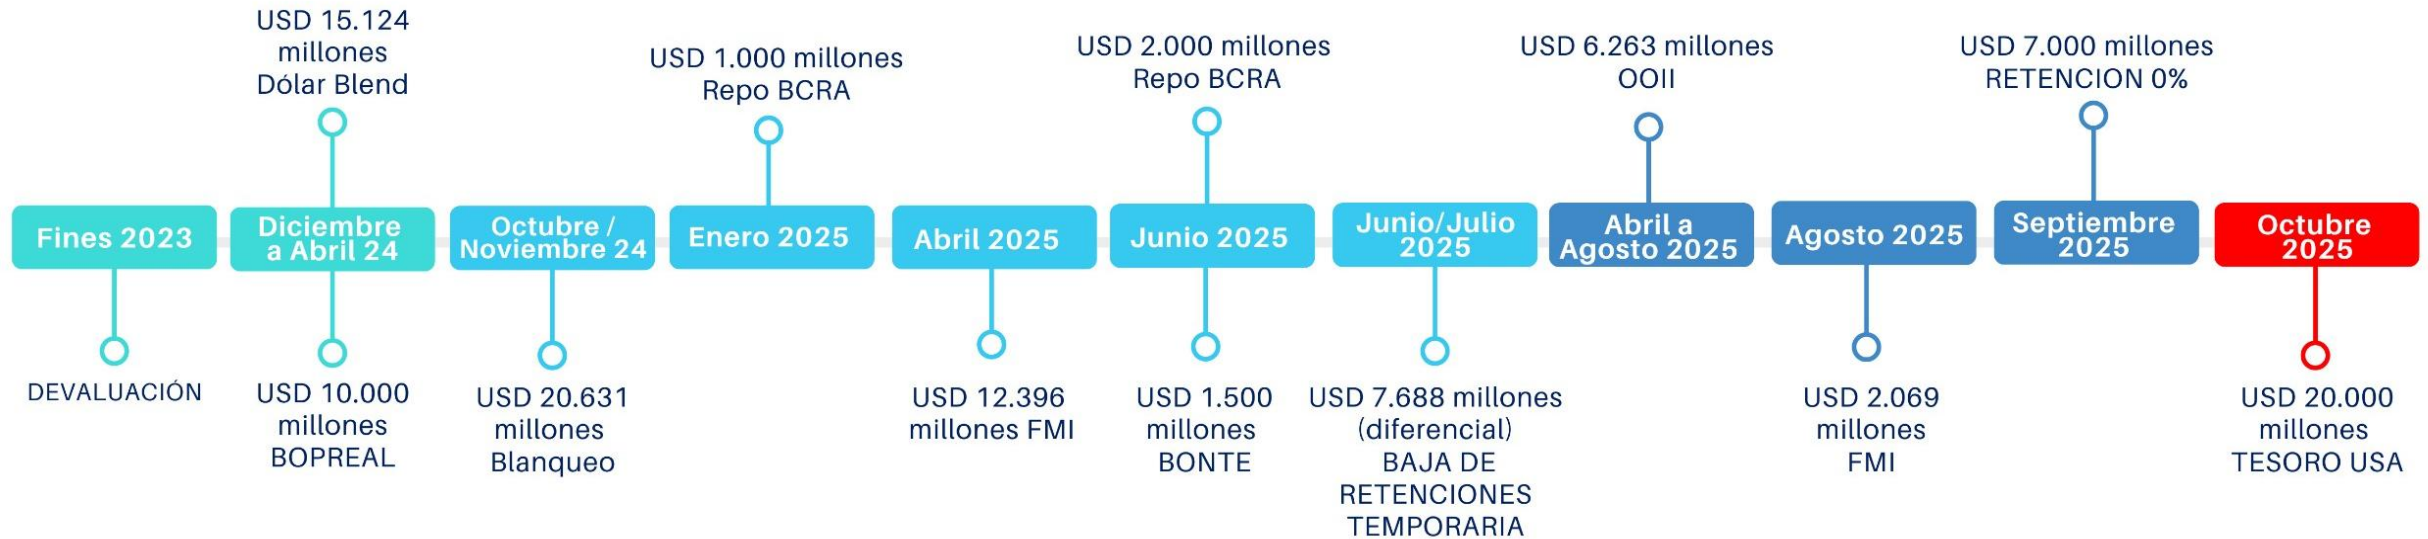 Fines 2023
DEVALUACIÓN
USD 15.124
millones
Dólar Blend
Diciembre
a Abril 24
USD 10.000
millones
BOPREAL
Octubre /
Noviembre 24
USD 20.631
millones
Blanqueo
USD 1.000 millones
Repo BCRA
Enero 2025
Abril 2025
USD 12.396
millones FMI
USD 2.000 millones
Repo BCRA
Junio 2025
USD 1.500
millones
BONTE
Junio/Julio
2025
USD 7.688 millones
(diferencial)
BAJA DE
RETENCIONES
TEMPORARIA
USD 6.263 millones
OOII
Abril a
Agosto 2025
Agosto 2025
USD 2.069
millones
FMI
USD 7.000 millones
RETENCION 0%
Septiembre
2025
Octubre
2025
USD 20.000
millones
TESORO USA